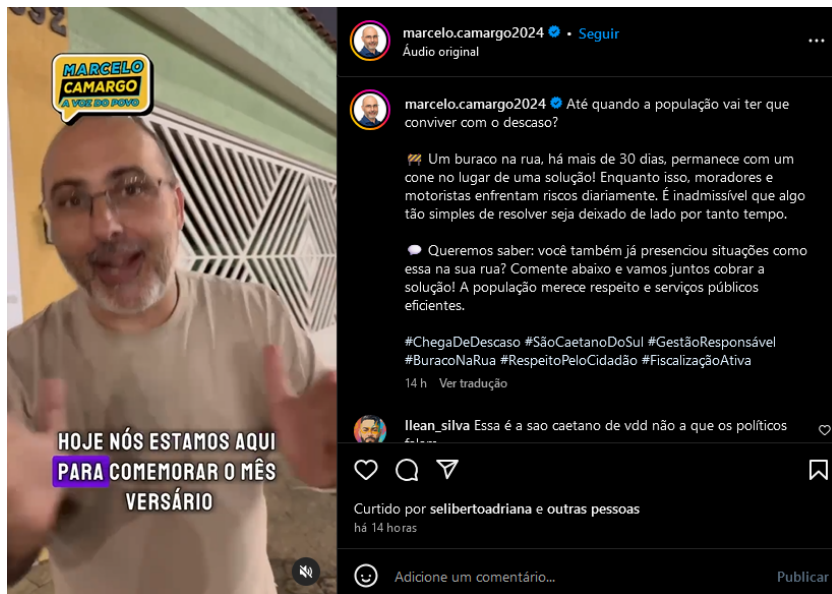 MARCELO
CAMARGO
A VOZ DO POVO
HOJE NÓS ESTAMOS AQUI
PARA COMEMORAR O MÊS
VERSÁRIO
marcelo.camargo2024 • Seguir
Áudio original
marcelo.camargo2024 Até quando a população vai ter que
conviver com o descaso?
🚧 Um buraco na rua, há mais de 30 dias, permanece com um
cone no lugar de uma solução! Enquanto isso, moradores e
motoristas enfrentam riscos diariamente. É inadmissível que algo
tão simples de resolver seja deixado de lado por tanto tempo.
💬 Queremos saber: você também já presenciou situações como
essa na sua rua? Comente abaixo e vamos juntos cobrar a
solução! A população merece respeito e serviços públicos
eficientes.
#ChegaDeDescaso #SãoCaetanoDoSul #GestãoResponsável
#BuracoNaRua #RespeitoPeloCidadão #FiscalizaçãoAtiva
14 h Ver tradução
llean_silva Essa é a sao caetano de vdd não a que os políticos
Curtido por selibertoadriana e outras pessoas
há 14 horas
Adicione um comentário...
Publicar